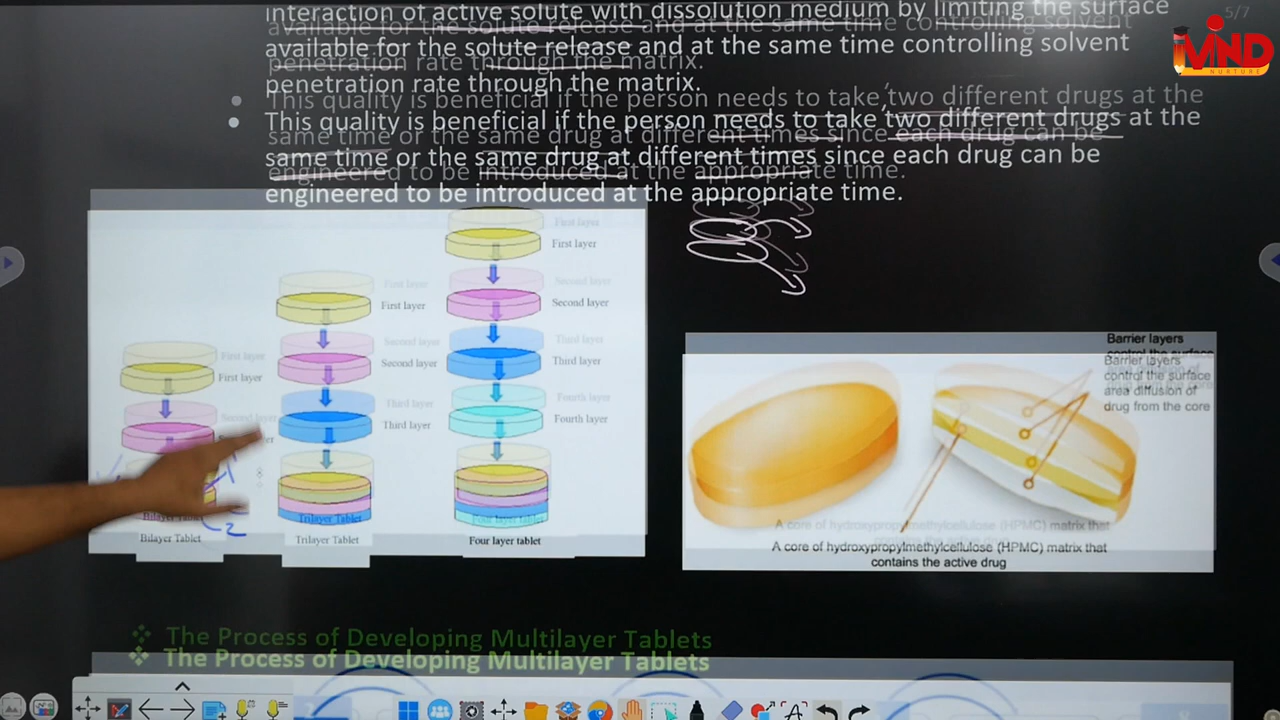 interaction of active solute with dissolution medium by limiting the surface
available for the solute release and at the same time controlling solvent
penetration rate through the matrix.
This quality is beneficial if the person needs to take two different drugs at the
same time or the same drug at different times since each drug can be
engineered to be introduced at the appropriate time.
5/7
MIND
NURTURE
First layer
Second layer
Third layer
Fourth layer
Four layer tablet
First layer
Second layer
Third layer
Trilayer Tablet
First layer
Bilayer Tablet
2
Barrier layers
control the surface
area diffusion of
drug from the core
A core of hydroxypropylmethylcellulose (HPMC) matrix that
contains the active drug
❖ The Process of Developing Multilayer Tablets